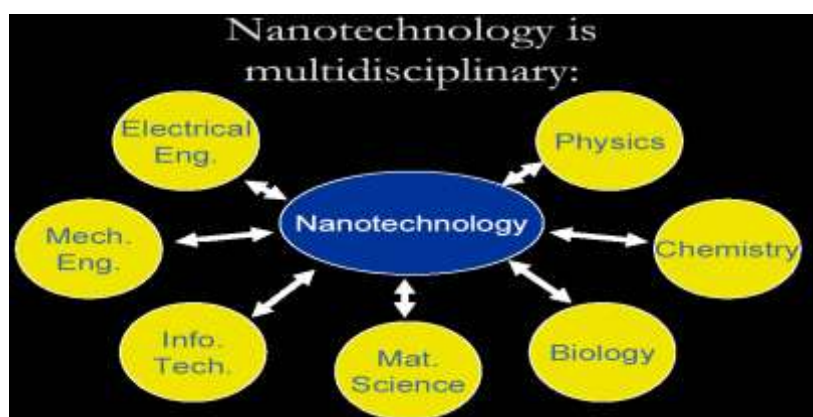 Nanotechnology is
multidisciplinary:
Electrical
Eng.
Physics
Nanotechnology
Mech.
Eng.
Chemistry
Info.
Tech.
Mat.
Science
Biology